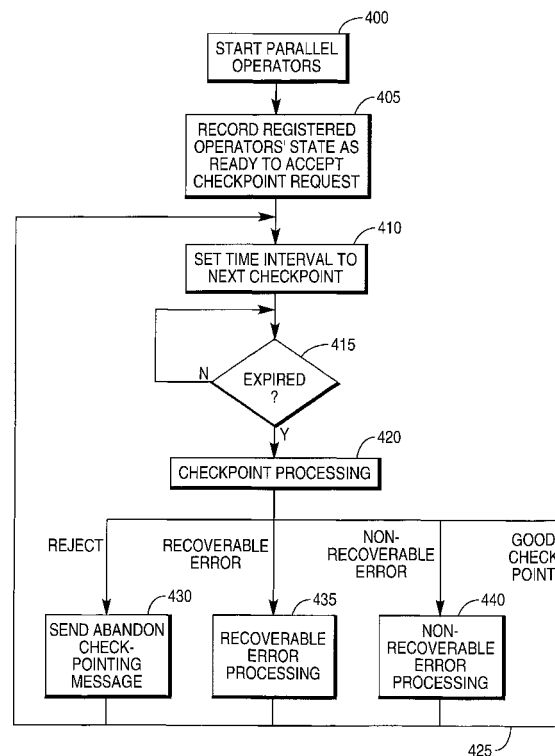 400
START PARALLEL
OPERATORS
405
RECORD REGISTERED
OPERATORS' STATE AS
READY TO ACCEPT
CHECKPOINT REQUEST
410
SET TIME INTERVAL TO
NEXT CHECKPOINT
415
EXPIRED
?
N
Y
420
CHECKPOINT PROCESSING
REJECT
RECOVERABLE
ERROR
NON-
RECOVERABLE
ERROR
GOOD
CHECK
POINT
430
SEND ABANDON
CHECK-
POINTING
MESSAGE
435
RECOVERABLE
ERROR
PROCESSING
440
NON-
RECOVERABLE
ERROR
PROCESSING
425